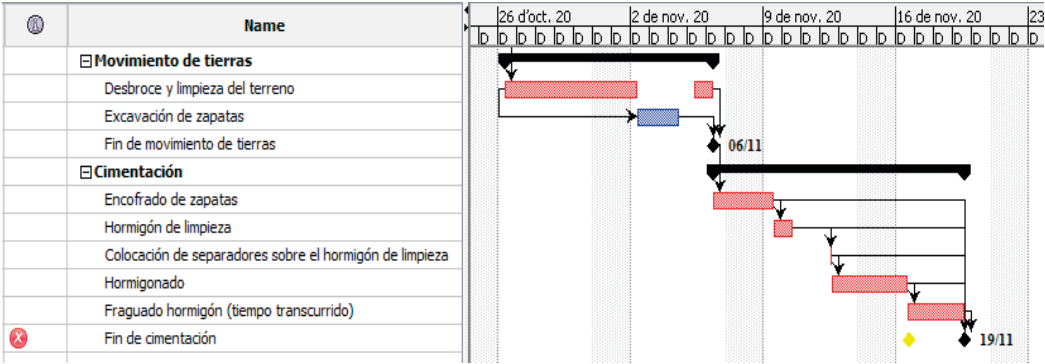 Name
26 d'oct. 20 2 de nov. 20 9 de nov. 20 16 de nov. 20 23
D D D D D D D D D D D D D D D D D D D D D D D D D D D D D D
Movimiento de tierras
Desbroce y limpieza del terreno
Excavación de zapatas
Fin de movimiento de tierras 06/11
Cimentación
Encofrado de zapatas
Hormigón de limpieza
Colocación de separadores sobre el hormigón de limpieza
Hormigonado
Fraguado hormigón (tiempo transcurrido)
Fin de cimentación 19/11